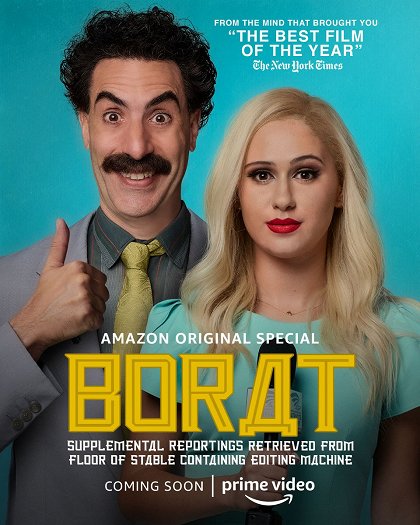 FROM THE MIND THAT BROUGHT YOU
“THE BEST FILM
OF THE YEAR”
The New York Times
AMAZON ORIGINAL SPECIAL
BORДT
SUPPLEMENTAL REPORTINGS RETRIEVED FROM
FLOOR OF STABLE CONTAINING EDITING MACHINE
COMING SOON | prime video